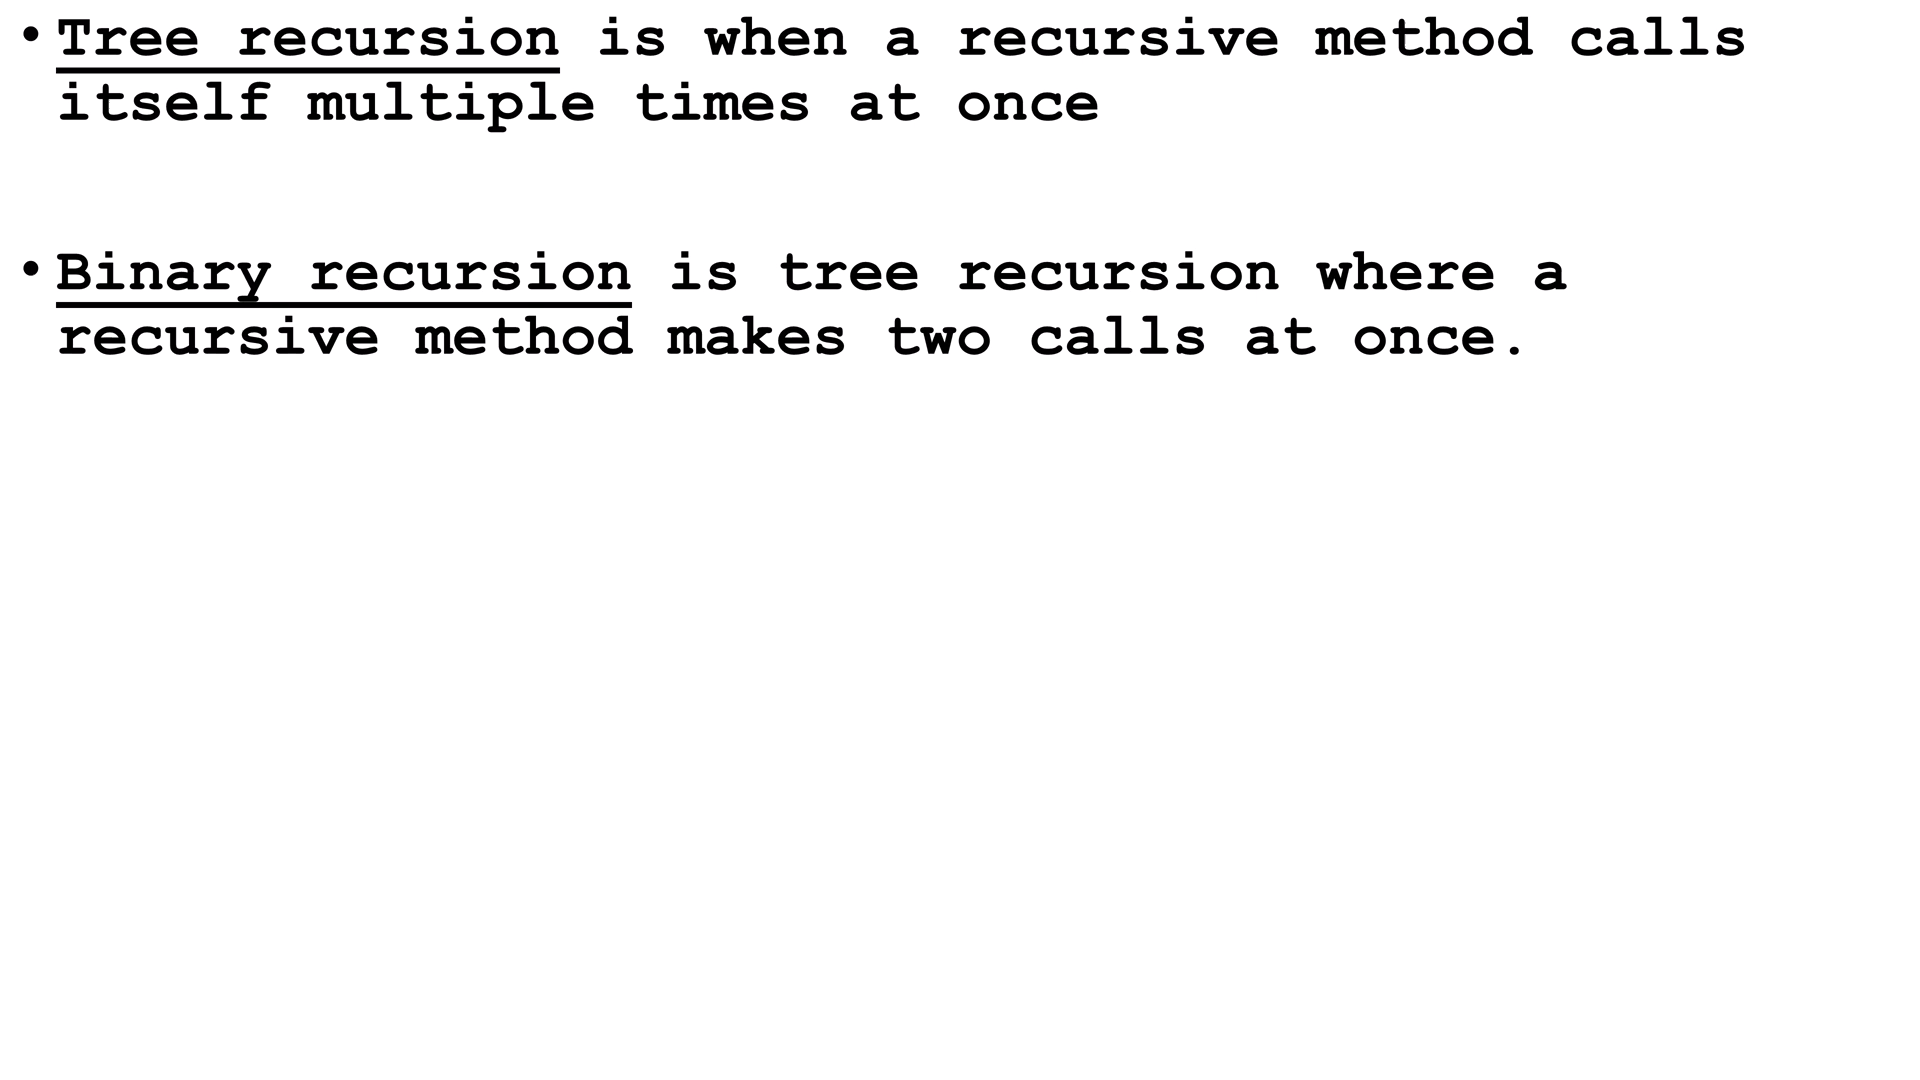 • Tree recursion is when a recursive method calls
itself multiple times at once
• Binary recursion is tree recursion where a
recursive method makes two calls at once.